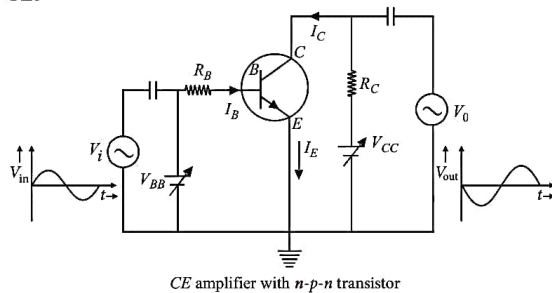 C
I_C
B
R_B
I_B
R_C
E
V_i
V_0
I_E
V_CC
V_BB
V_in
t→
V_out
t→
CE amplifier with n-p-n transistor